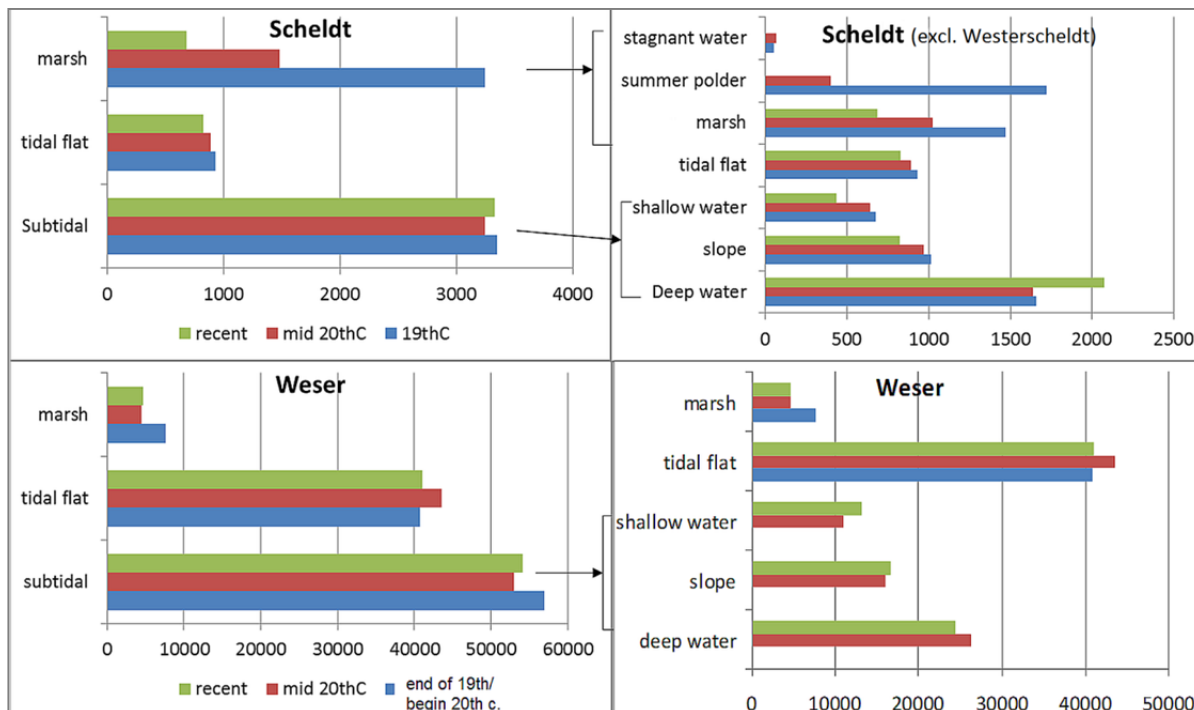 Scheldt
marsh
tidal flat
Subtidal
0 1000 2000 3000 4000
recent mid 20thC 19thC
Scheldt (excl. Westerscheldt)
stagnant water
summer polder
marsh
tidal flat
shallow water
slope
Deep water
0 500 1000 1500 2000 2500
Weser
marsh
tidal flat
subtidal
0 10000 20000 30000 40000 50000 60000
recent mid 20thC end of 19th/
begin 20th c.
Weser
marsh
tidal flat
shallow water
slope
deep water
0 10000 20000 30000 40000 50000